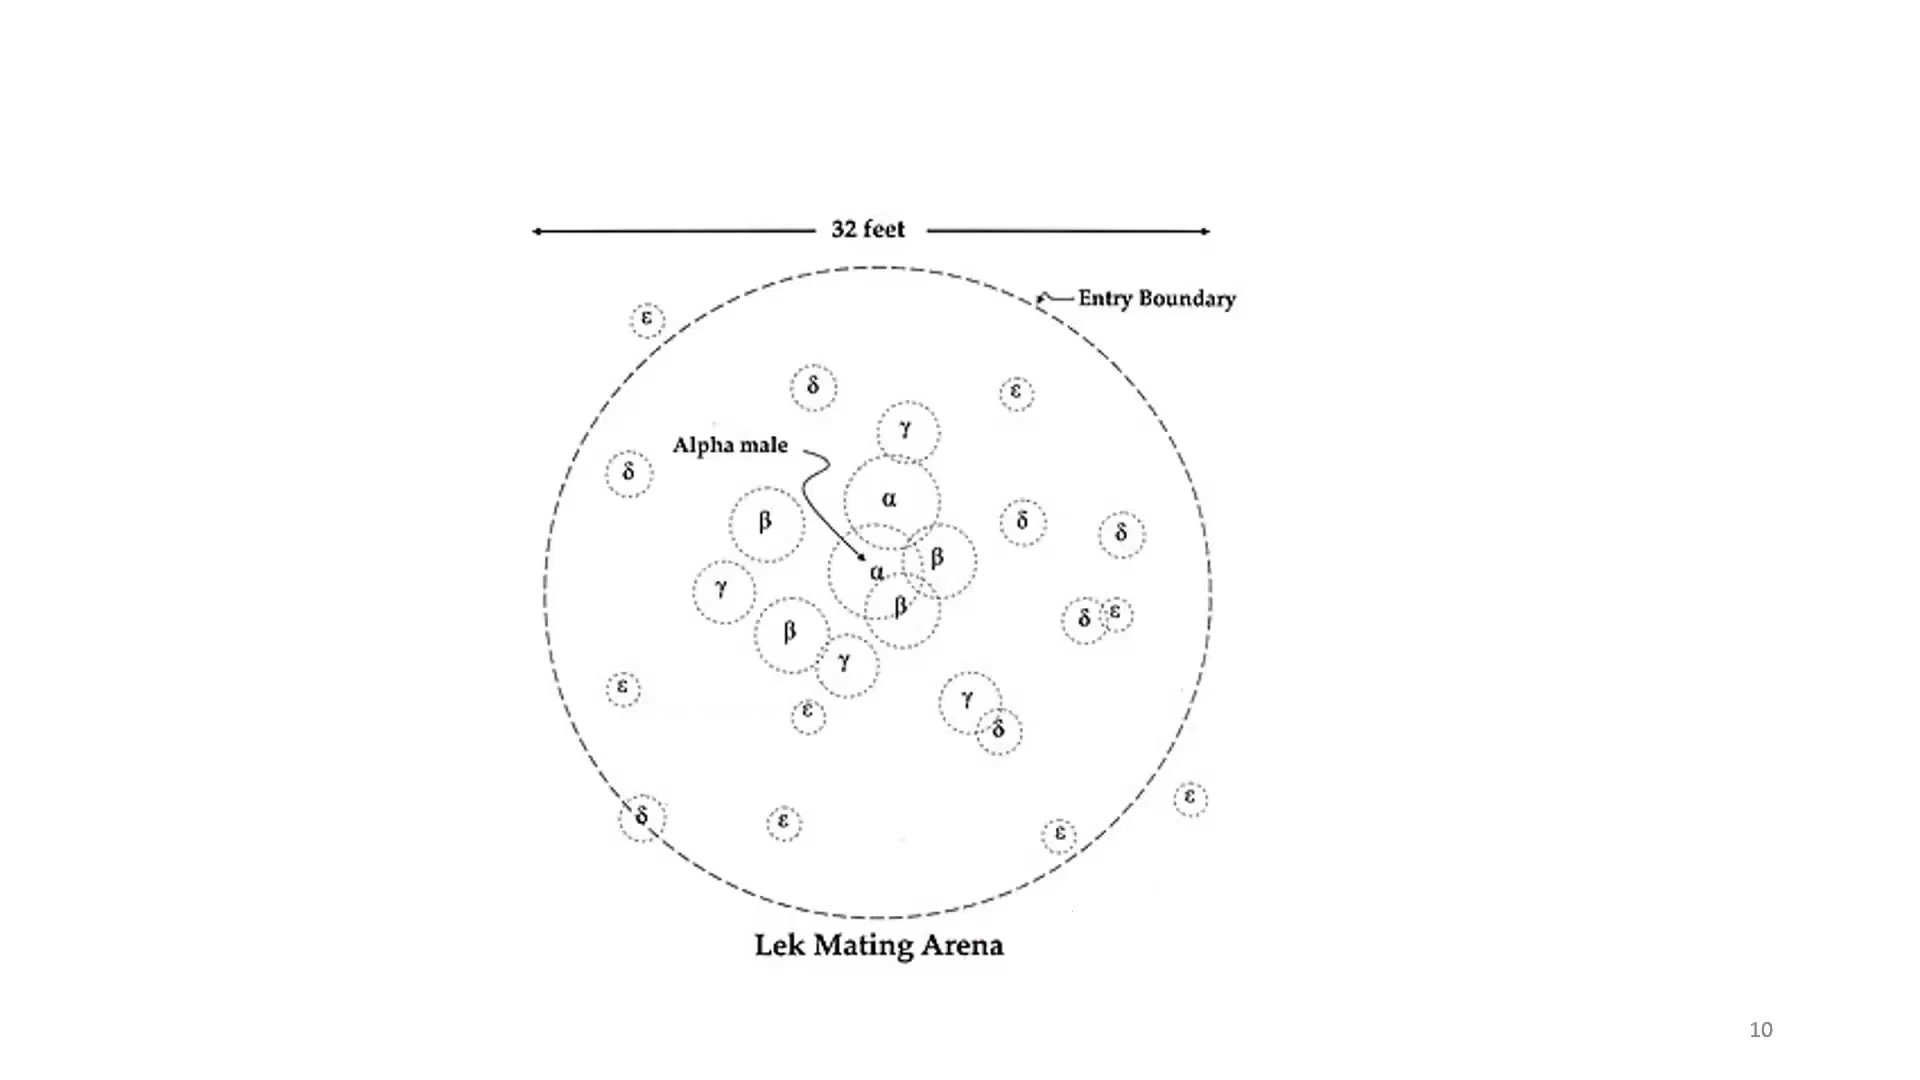 32 feet
Entry Boundary
ε
δ
ε
γ
Alpha male
δ
α
β
δ
δ
β
α
γ
β
δ ε
β
γ
ε
γ
ε
δ
ε
δ
ε
ε
Lek Mating Arena
10